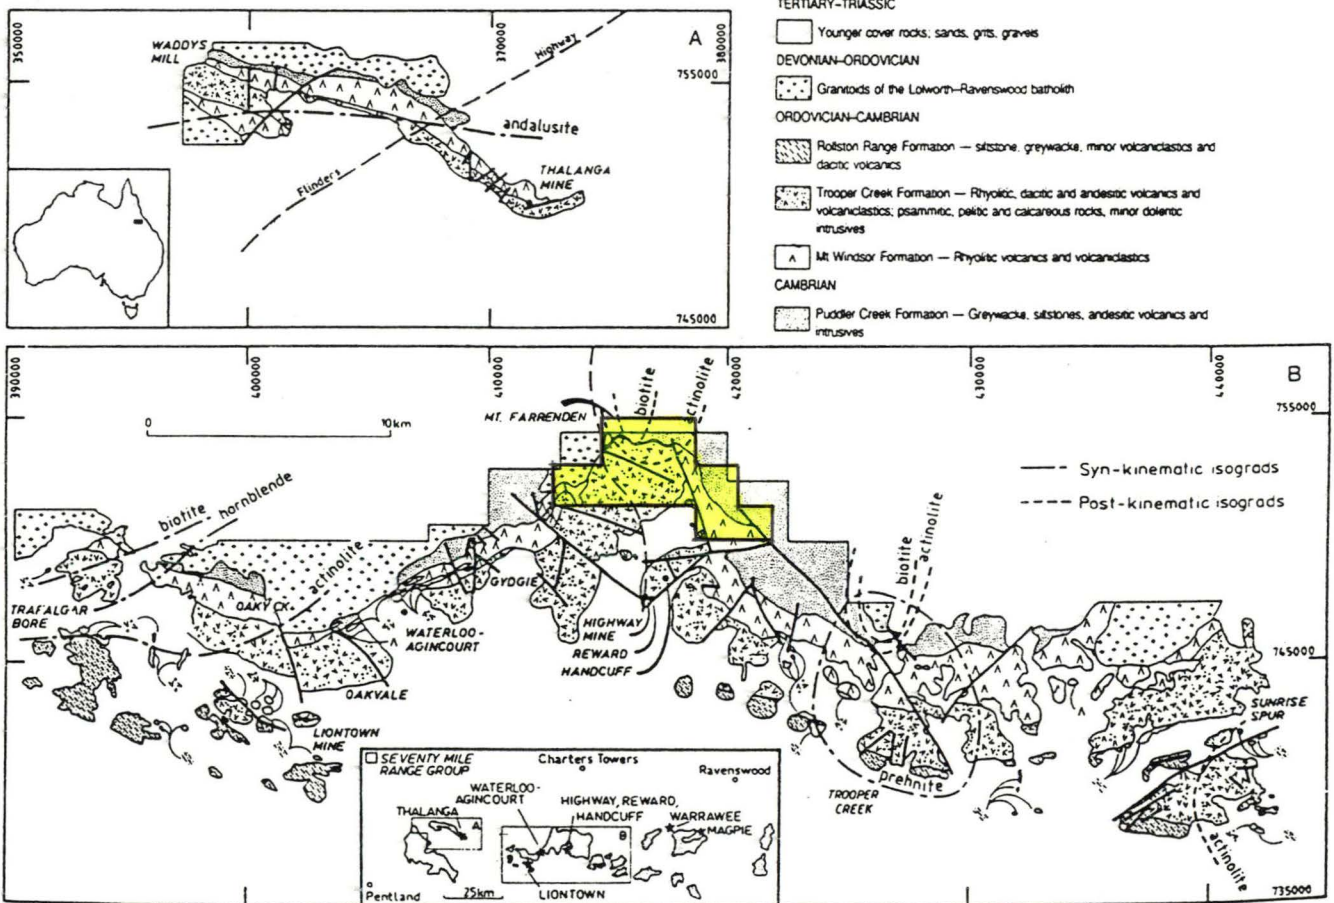 TERTIARY-TRIASSIC
Younger cover rocks; sands, grits, gravels
DEVONIAN-ORDOVICIAN
Granitoids of the Lolworth-Ravenswood batholith
ORDOVICIAN-CAMBRIAN
Rollston Range Formation — siltstone, greywacke, minor volcaniclastics and
dacitic volcanics
Trooper Creek Formation — Rhyolitic, dacitic and andesitic volcanics and
volcaniclastics; psammitic, pelitic and calcareous rocks, minor doleritic
intrusives
Mt Windsor Formation — Rhyolitic volcanics and volcaniclastics
CAMBRIAN
Puddler Creek Formation — Greywacke, siltstones, andesitic volcanics and
intrusives
A
350000
370000
380000
755000
745000
WADDYS
MILL
Highway
andalusite
Flinders
THALANGA
MINE
B
390000
400000
410000
420000
430000
440000
755000
745000
735000
0 10km
MT. FARRENDEN
biotite
actinolite
Syn-kinematic isograds
Post-kinematic isograds
biotite
hornblende
actinolite
biotite
actinolite
TRAFALGAR
BORE
OAKY CK.
GYDGIE
WATERLOO-
AGINCOURT
HIGHWAY
MINE
REWARD
HANDCUFF
OAKVALE
LIONTOWN
MINE
SUNRISE
SPUR
prehnite
TROOPER
CREEK
actinolite
SEVENTY MILE
RANGE GROUP
Charters Towers
Ravenswood
WATERLOO-
AGINCOURT
HIGHWAY, REWARD,
HANDCUFF
THALANGA
A
B
WARRAWEE
MAGPIE
Pentland
25km
LIONTOWN